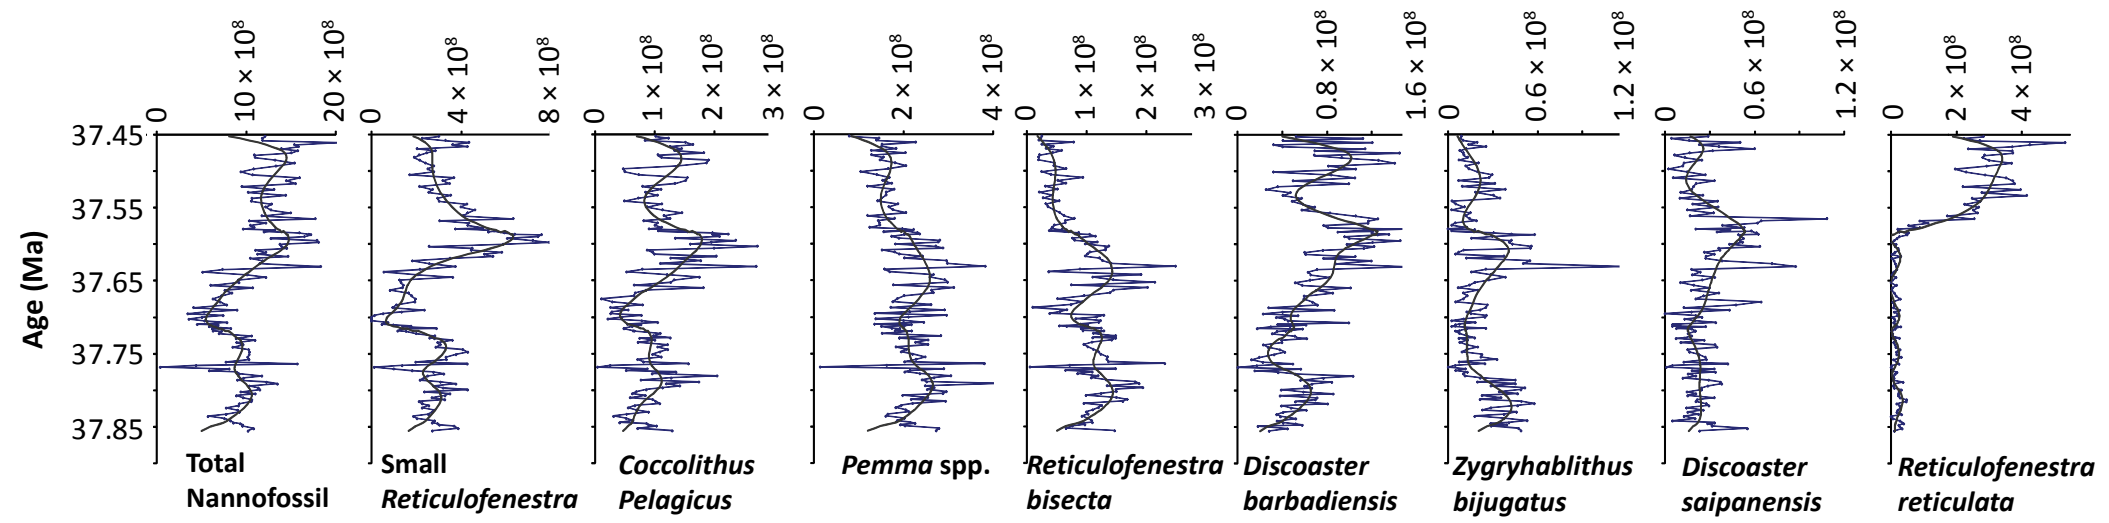 0
10 × 10⁸
20 × 10⁸
0
4 × 10⁸
8 × 10⁸
0
1 × 10⁸
2 × 10⁸
3 × 10⁸
0
2 × 10⁸
4 × 10⁸
0
1 × 10⁸
2 × 10⁸
3 × 10⁸
0
0.8 × 10⁸
1.6 × 10⁸
0
0.6 × 10⁸
1.2 × 10⁸
0
0.6 × 10⁸
1.2 × 10⁸
0
2 × 10⁸
4 × 10⁸
Age (Ma)
37.45
37.55
37.65
37.75
37.85
Total
Nannofossil
Small
Reticulofenestra
Coccolithus
Pelagicus
Pemma spp.
Reticulofenestra
bisecta
Discoaster
barbadiensis
Zygryhablithus
bijugatus
Discoaster
saipanensis
Reticulofenestra
reticulata